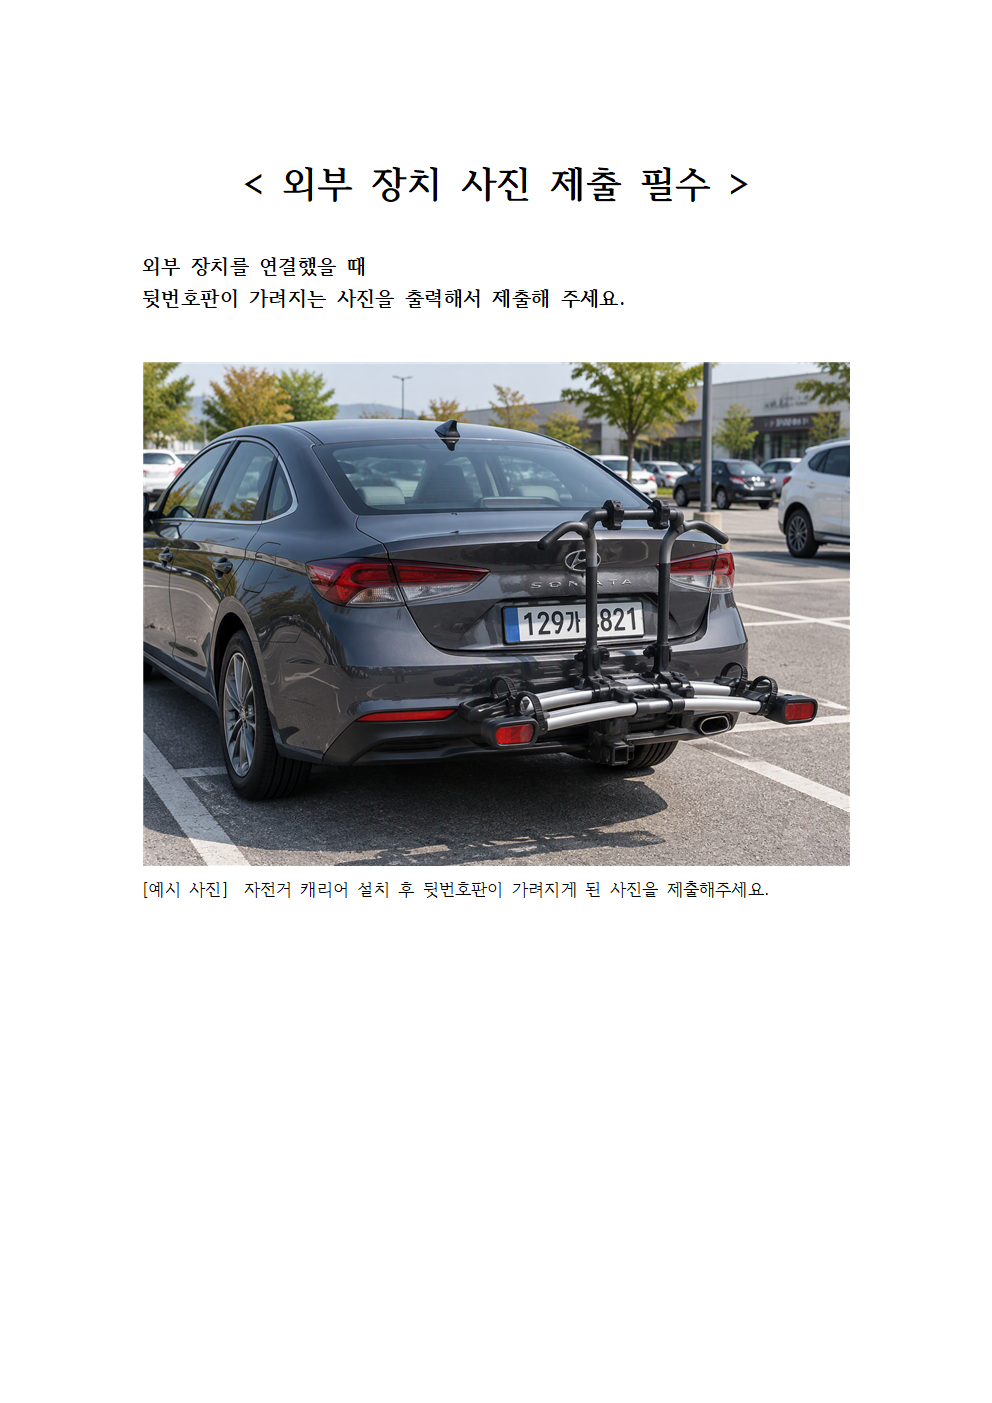 < 외부 장치 사진 제출 필수 >
외부 장치를 연결했을 때
뒷번호판이 가려지는 사진을 출력해서 제출해 주세요.
SONATA
129가 4821
[예시 사진] 자전거 캐리어 설치 후 뒷번호판이 가려지게 된 사진을 제출해주세요.